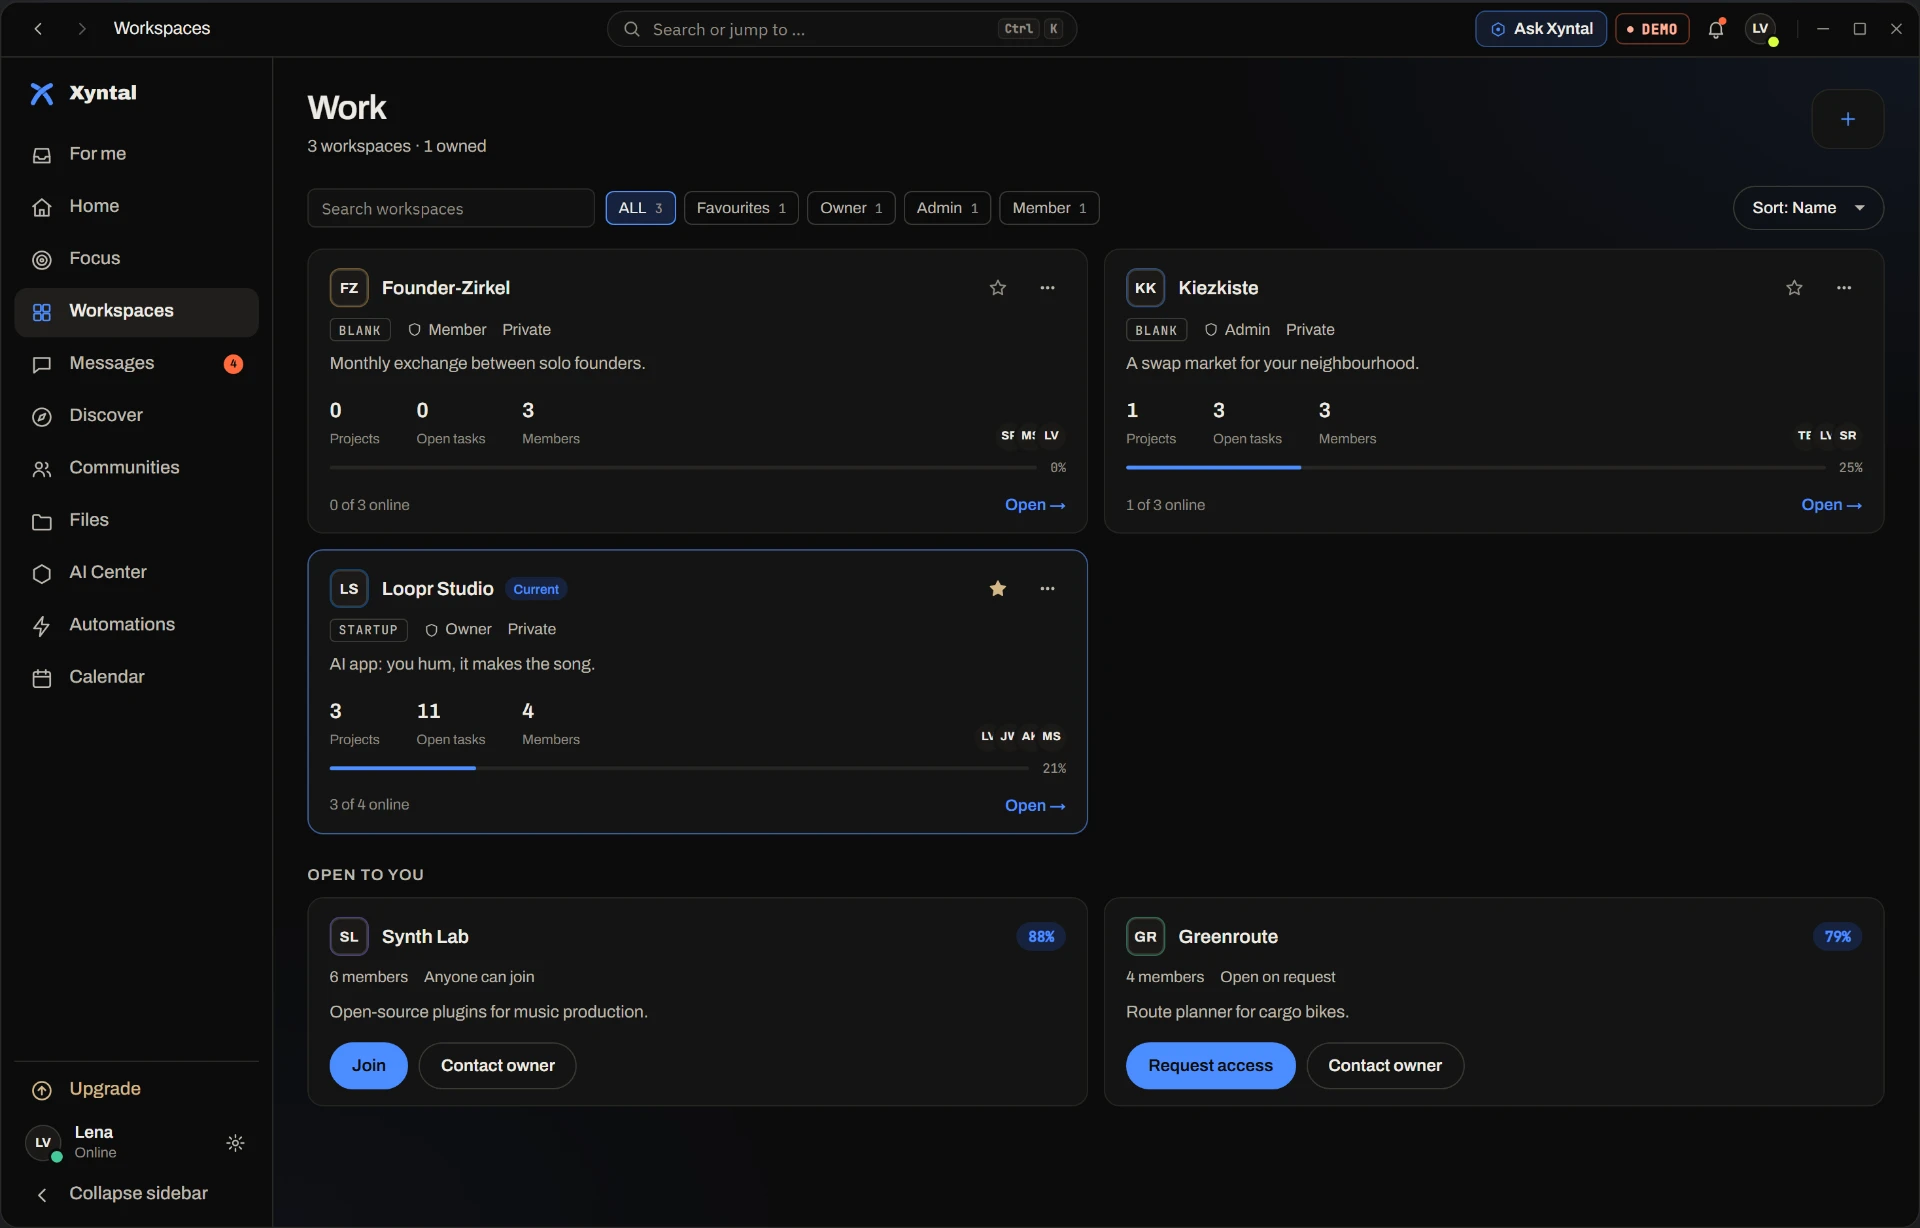 Workspaces
Search or jump to ...
Ctrl K
Ask Xyntal
DEMO
LV
Xyntal
For me
Home
Focus
Workspaces
Messages 4
Discover
Communities
Files
AI Center
Automations
Calendar
Upgrade
LV
Lena
Online
Collapse sidebar
Work
3 workspaces · 1 owned
Search workspaces
ALL 3
Favourites 1
Owner 1
Admin 1
Member 1
Sort: Name
FZ Founder-Zirkel
BLANK Member Private
Monthly exchange between solo founders.
0 0 3
Projects Open tasks Members
MS LV
0%
0 of 3 online
Open →
KK Kiezkiste
BLANK Admin Private
A swap market for your neighbourhood.
1 3 3
Projects Open tasks Members
LV SR
25%
1 of 3 online
Open →
LS Loopr Studio Current
STARTUP Owner Private
AI app: you hum, it makes the song.
3 11 4
Projects Open tasks Members
LV MS
21%
3 of 4 online
Open →
OPEN TO YOU
SL Synth Lab 88%
6 members Anyone can join
Open-source plugins for music production.
Join Contact owner
GR Greenroute 79%
4 members Open on request
Route planner for cargo bikes.
Request access Contact owner